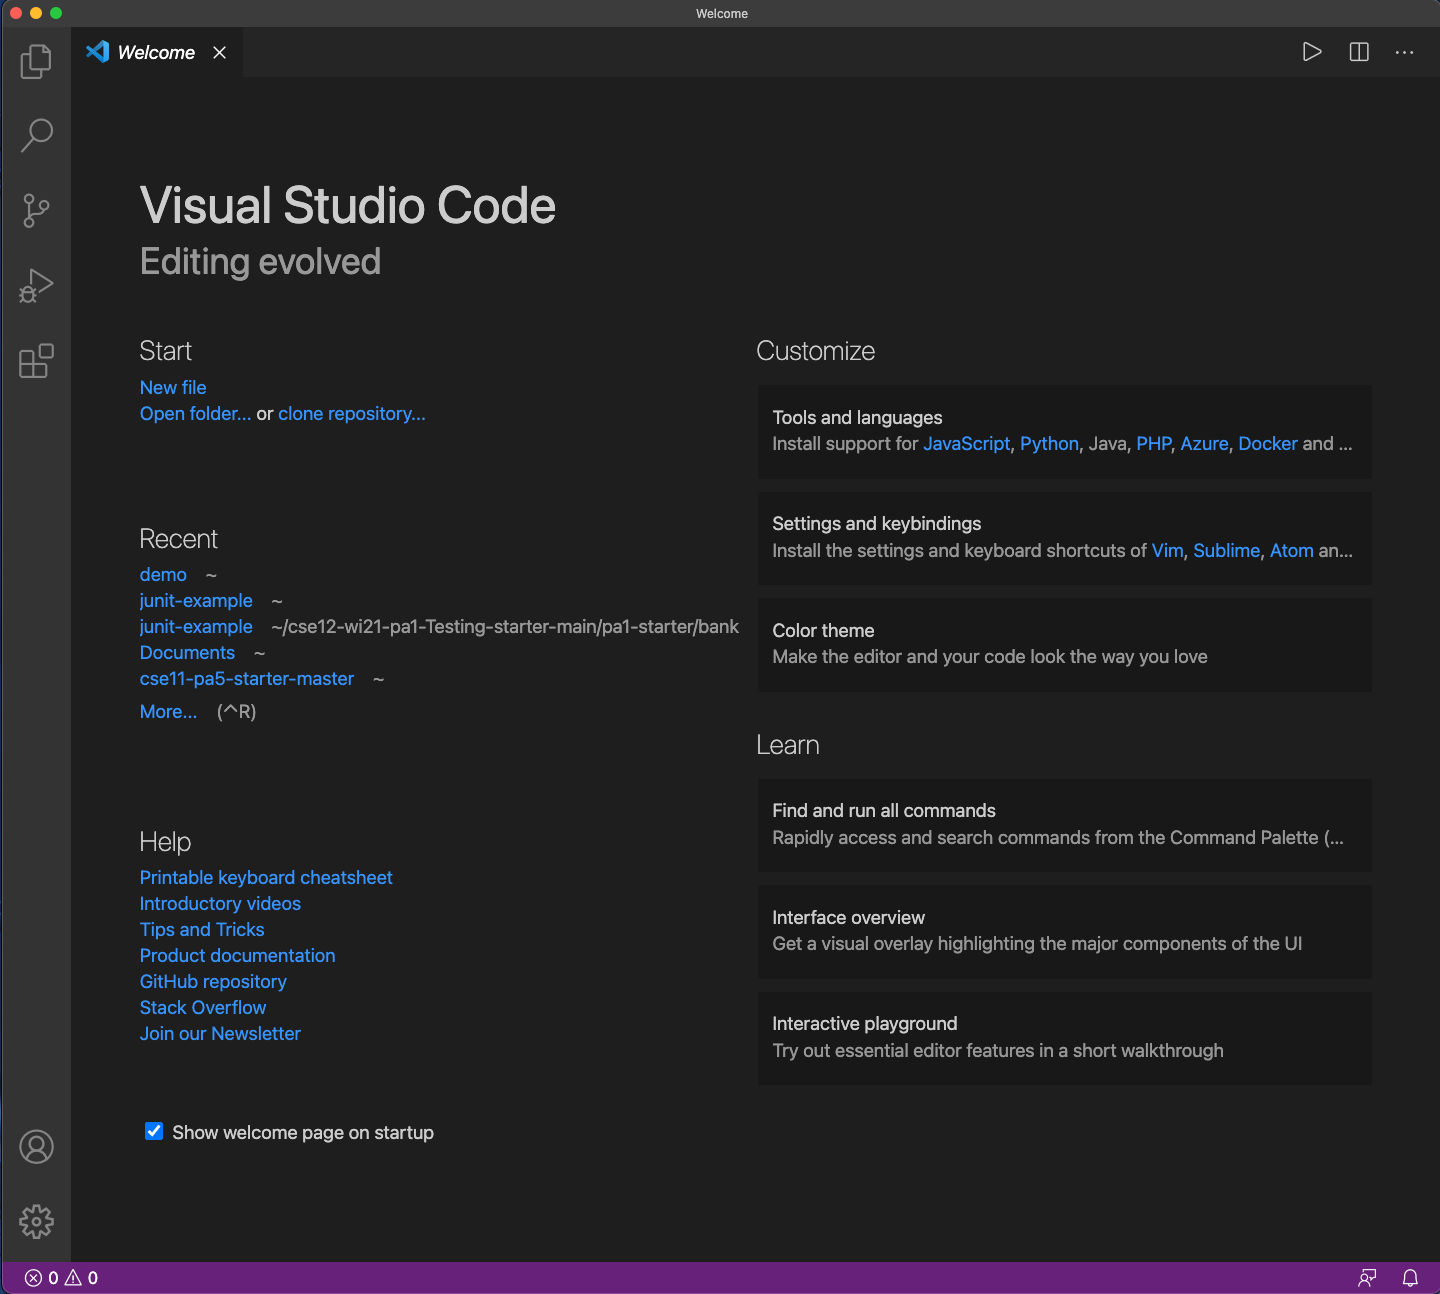 Welcome
Welcome
Visual Studio Code
Editing evolved
Start
New file
Open folder... or clone repository...
Recent
demo ~
junit-example ~
junit-example ~/cse12-wi21-pa1-Testing-starter-main/pa1-starter/bank
Documents ~
cse11-pa5-starter-master ~
More... (^R)
Help
Printable keyboard cheatsheet
Introductory videos
Tips and Tricks
Product documentation
GitHub repository
Stack Overflow
Join our Newsletter
Show welcome page on startup
Customize
Tools and languages
Install support for JavaScript, Python, Java, PHP, Azure, Docker and ...
Settings and keybindings
Install the settings and keyboard shortcuts of Vim, Sublime, Atom an...
Color theme
Make the editor and your code look the way you love
Learn
Find and run all commands
Rapidly access and search commands from the Command Palette (...
Interface overview
Get a visual overlay highlighting the major components of the UI
Interactive playground
Try out essential editor features in a short walkthrough
0 0